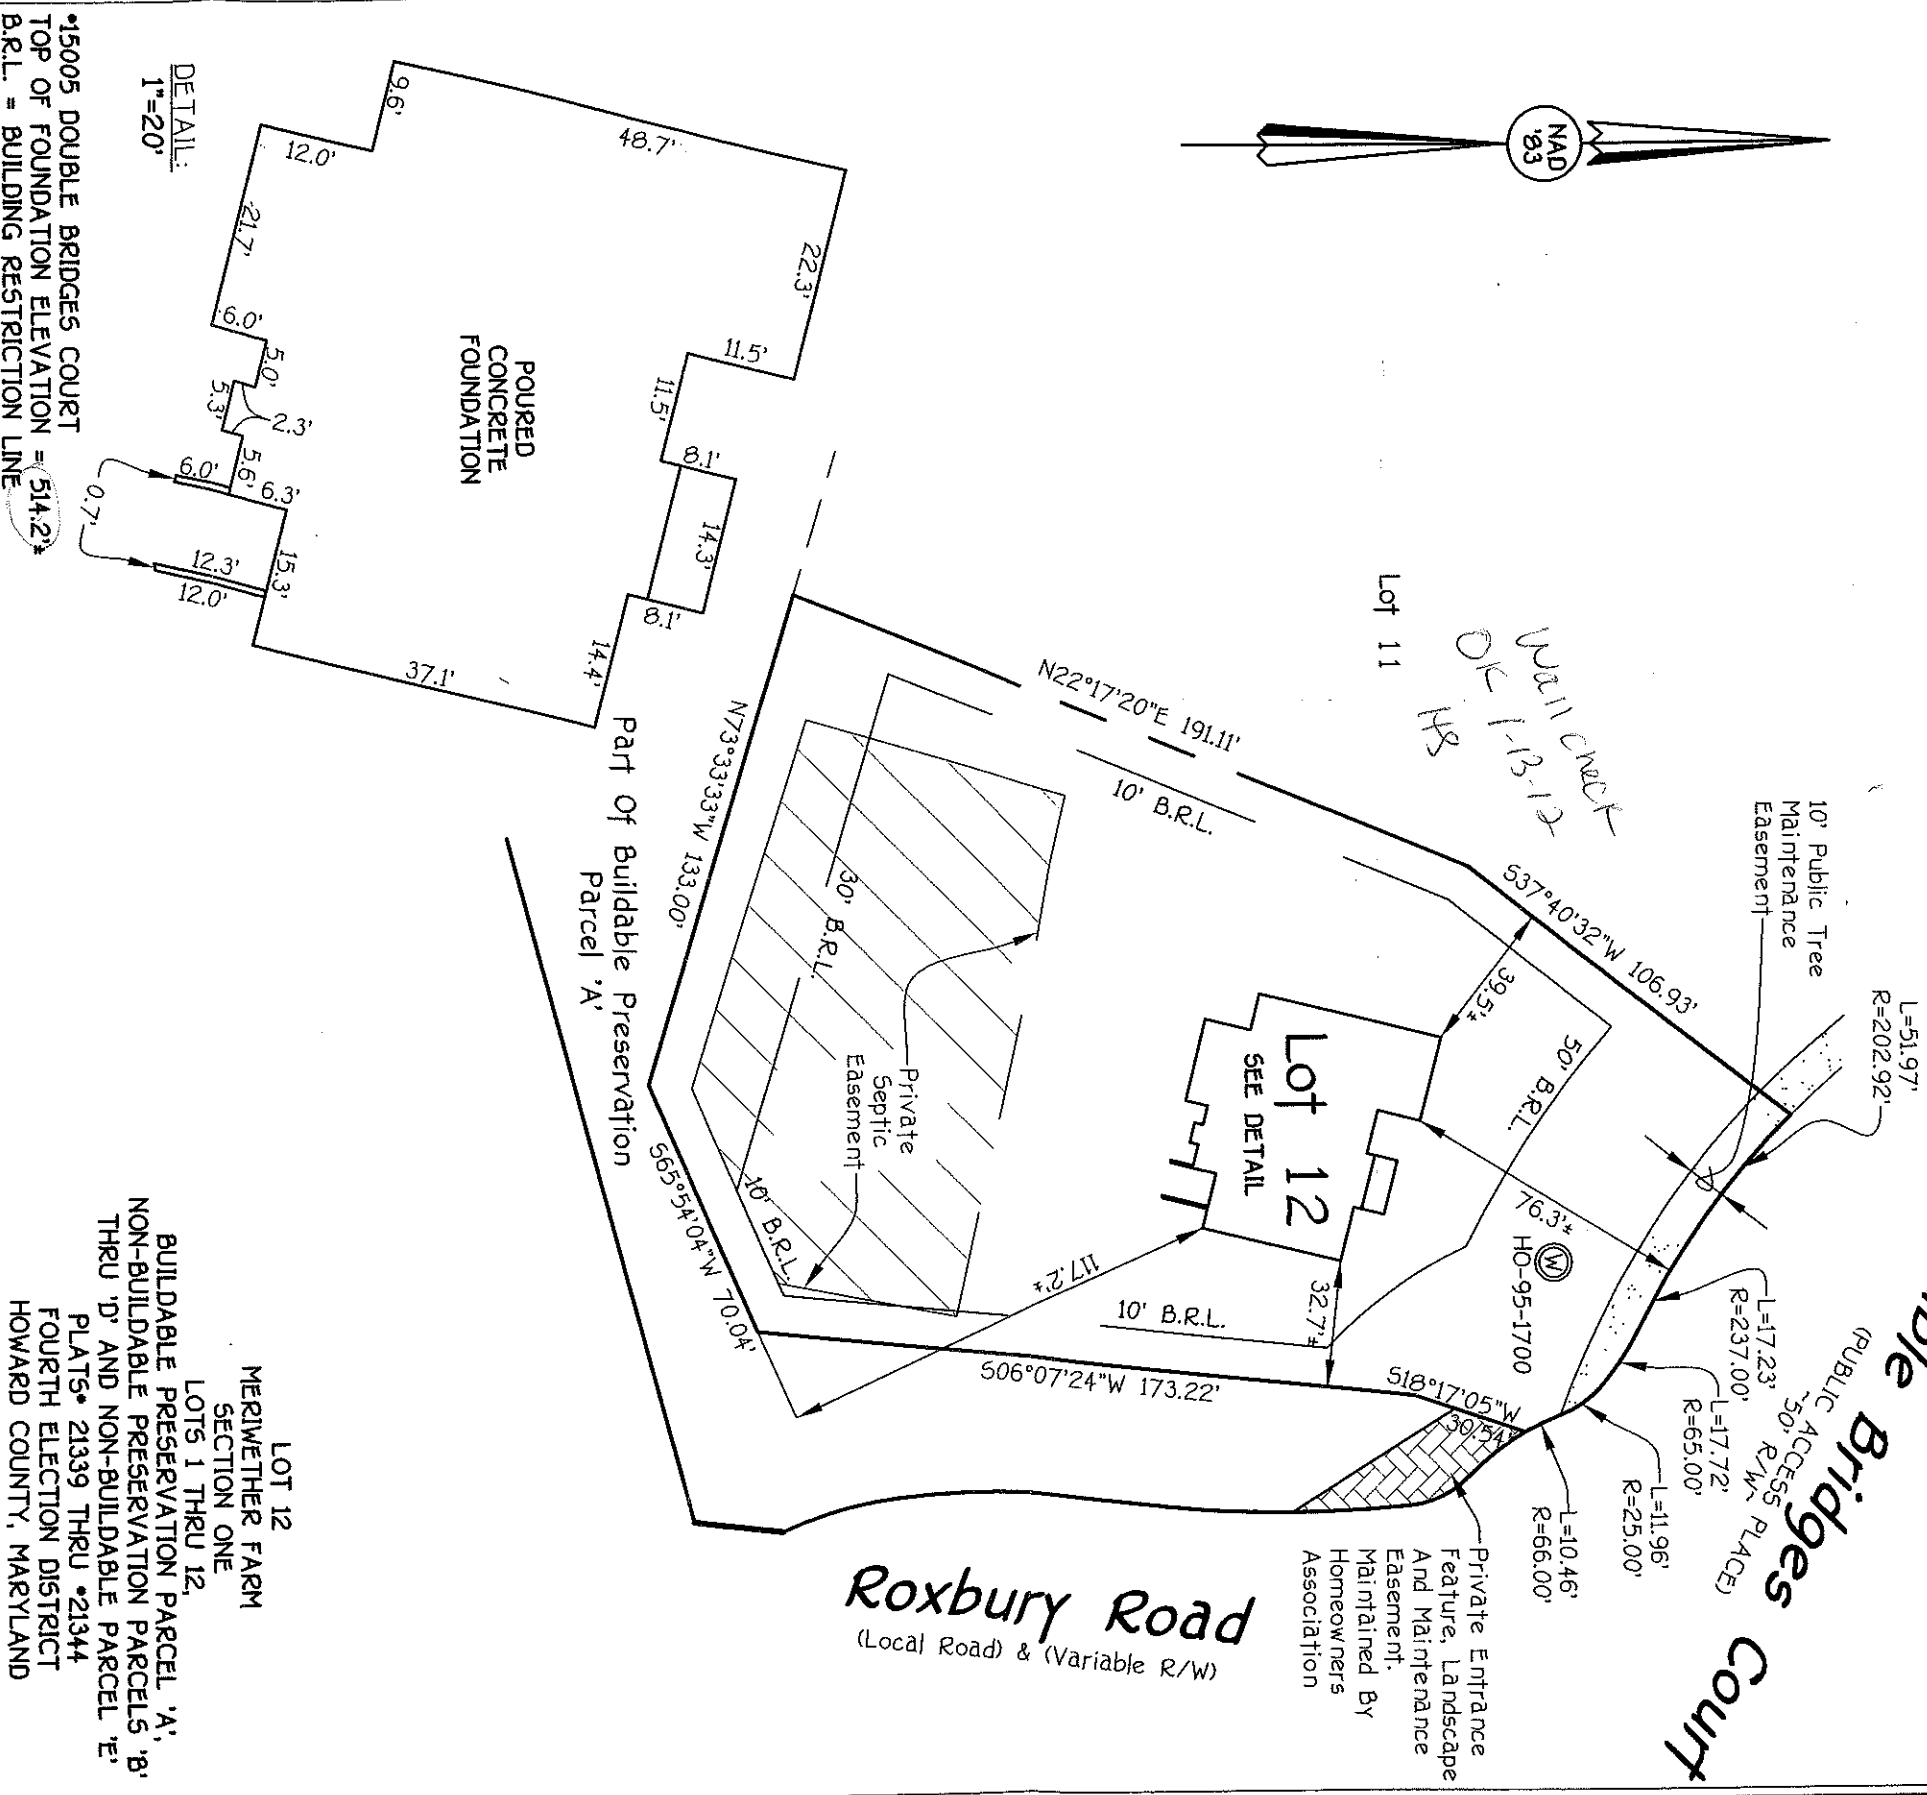 NAD
'83
Wall check
OK 1-13-12
HS
Lot 11
10' Public Tree
Maintenance
Easement
L=51.97'
R=202.92'
Bridges Court
(PUBLIC ACCESS PLACE)
~50' R/W~
L=17.23'
R=237.00'
L=17.72'
R=65.00'
L=11.96'
R=25.00'
L=10.46'
R=66.00'
Private Entrance
Feature, Landscape
And Maintenance
Easement.
Maintained By
Homeowners
Association
N22°17'20"E 191.11'
S37°40'32"W 106.93'
10' B.R.L.
50' B.R.L.
39.5'±
76.3'±
HO-95-1700
W
Lot 12
SEE DETAIL
32.7'±
117.2'±
10' B.R.L.
S18°17'05"W
30.54'
S06°07'24"W 173.22'
30' B.R.L.
Private
Septic
Easement
10' B.R.L.
S65°54'04"W 70.04'
N73°33'33"W 133.00'
Part Of Buildable Preservation
Parcel 'A'
Roxbury Road
(Local Road) & (Variable R/W)
48.7'
22.3'
11.5'
11.5'
8.1'
14.3'
8.1'
14.4'
37.1'
9.6'
12.0'
21.7'
6.0'
5.0'
2.3'
5.3'
5.6'
6.0'
6.3'
15.3'
12.3'
12.0'
0.7'
POURED
CONCRETE
FOUNDATION
DETAIL:
1"=20'
*15005 DOUBLE BRIDGES COURT
TOP OF FOUNDATION ELEVATION = 514.2'±
B.R.L. = BUILDING RESTRICTION LINE
LOT 12
MERIWETHER FARM
SECTION ONE
LOTS 1 THRU 12,
BUILDABLE PRESERVATION PARCEL 'A',
NON-BUILDABLE PRESERVATION PARCELS 'B'
THRU 'D' AND NON-BUILDABLE PARCEL 'E'
PLATS* 21339 THRU *21344
FOURTH ELECTION DISTRICT
HOWARD COUNTY, MARYLAND